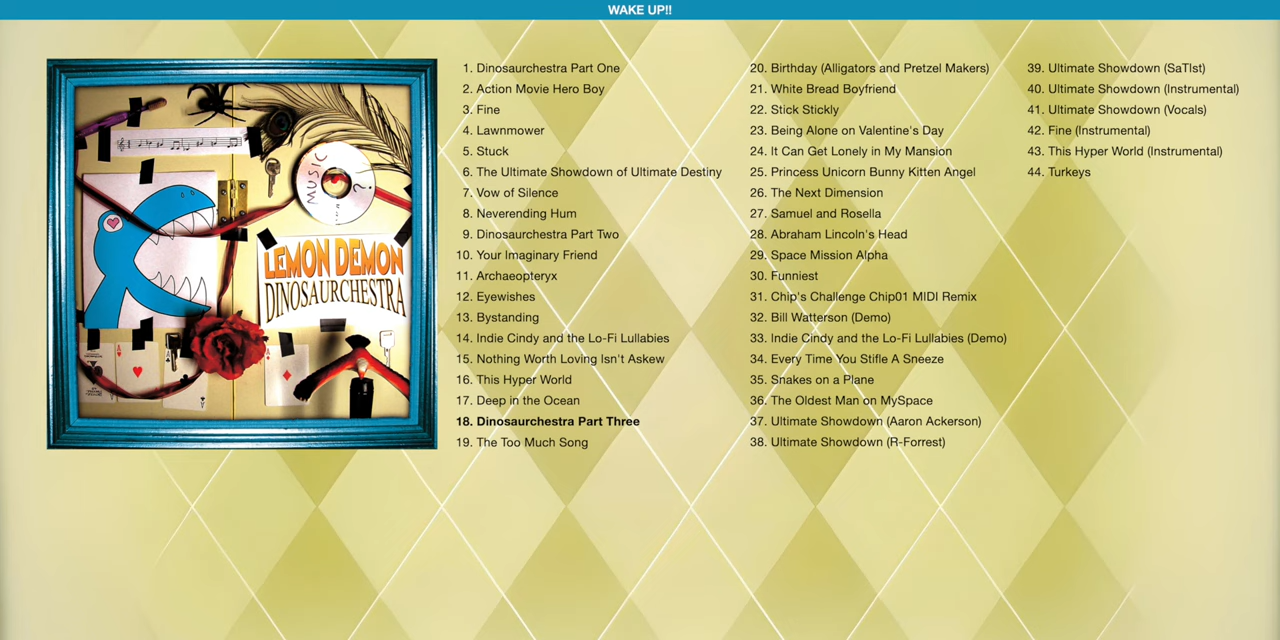 WAKE UP!!
MUSIC
!?
....
LEMON DEMON
DINOSAURCHESTRA
1. Dinosaurchestra Part One
2. Action Movie Hero Boy
3. Fine
4. Lawnmower
5. Stuck
6. The Ultimate Showdown of Ultimate Destiny
7. Vow of Silence
8. Neverending Hum
9. Dinosaurchestra Part Two
10. Your Imaginary Friend
11. Archaeopteryx
12. Eyewishes
13. Bystanding
14. Indie Cindy and the Lo-Fi Lullabies
15. Nothing Worth Loving Isn't Askew
16. This Hyper World
17. Deep in the Ocean
18. Dinosaurchestra Part Three
19. The Too Much Song
20. Birthday (Alligators and Pretzel Makers)
21. White Bread Boyfriend
22. Stick Stickly
23. Being Alone on Valentine's Day
24. It Can Get Lonely in My Mansion
25. Princess Unicorn Bunny Kitten Angel
26. The Next Dimension
27. Samuel and Rosella
28. Abraham Lincoln's Head
29. Space Mission Alpha
30. Funniest
31. Chip's Challenge Chip01 MIDI Remix
32. Bill Watterson (Demo)
33. Indie Cindy and the Lo-Fi Lullabies (Demo)
34. Every Time You Stifle A Sneeze
35. Snakes on a Plane
36. The Oldest Man on MySpace
37. Ultimate Showdown (Aaron Ackerson)
38. Ultimate Showdown (R-Forrest)
39. Ultimate Showdown (SaTIst)
40. Ultimate Showdown (Instrumental)
41. Ultimate Showdown (Vocals)
42. Fine (Instrumental)
43. This Hyper World (Instrumental)
44. Turkeys